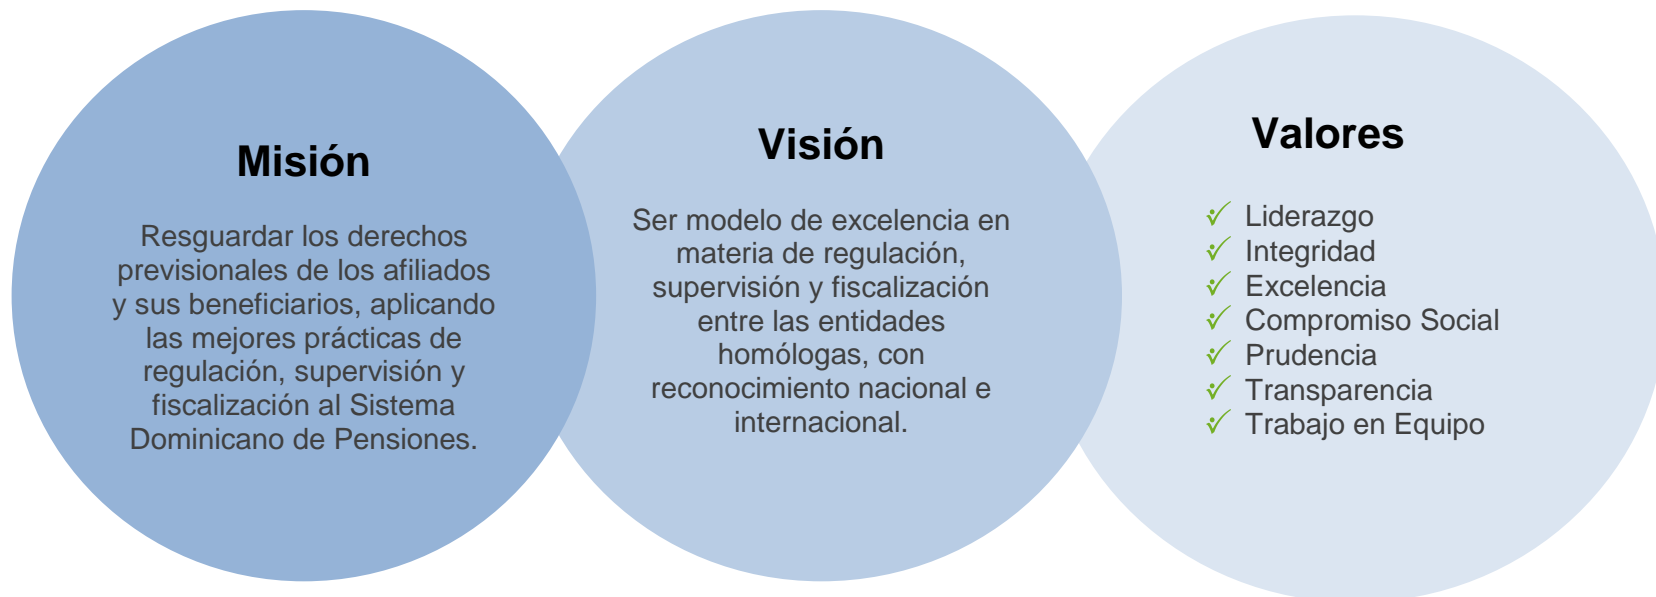 Misión
Resguardar los derechos
previsionales de los afiliados
y sus beneficiarios, aplicando
las mejores prácticas de
regulación, supervisión y
fiscalización al Sistema
Dominicano de Pensiones.
Visión
Ser modelo de excelencia en
materia de regulación,
supervisión y fiscalización
entre las entidades
homólogas, con
reconocimiento nacional e
internacional.
Valores
Liderazgo
Integridad
Excelencia
Compromiso Social
Prudencia
Transparencia
Trabajo en Equipo